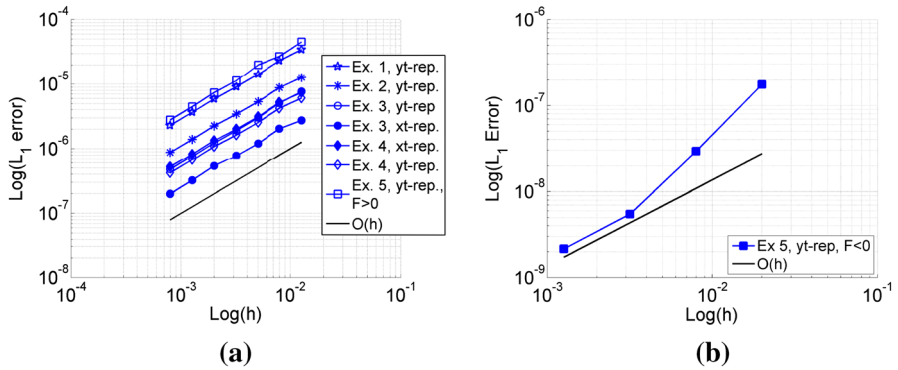 10^-4
10^-5
10^-6
10^-7
10^-8
Log(L_1 error)
10^-4
10^-3
10^-2
10^-1
Log(h)
Ex. 1, yt-rep.
Ex. 2, yt-rep.
Ex. 3, yt-rep
Ex. 3, xt-rep.
Ex. 4, xt-rep.
Ex. 4, yt-rep.
Ex. 5, yt-rep.,
F>0
O(h)
(a)
10^-6
10^-7
10^-8
10^-9
Log(L_1 Error)
10^-3
10^-2
10^-1
Log(h)
Ex 5, yt-rep, F<0
O(h)
(b)